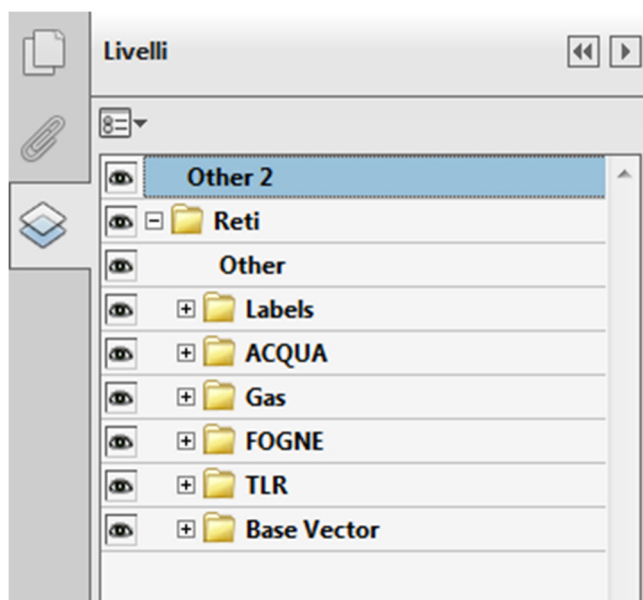 Livelli
Other 2
Reti
Other
Labels
ACQUA
Gas
FOGNE
TLR
Base Vector